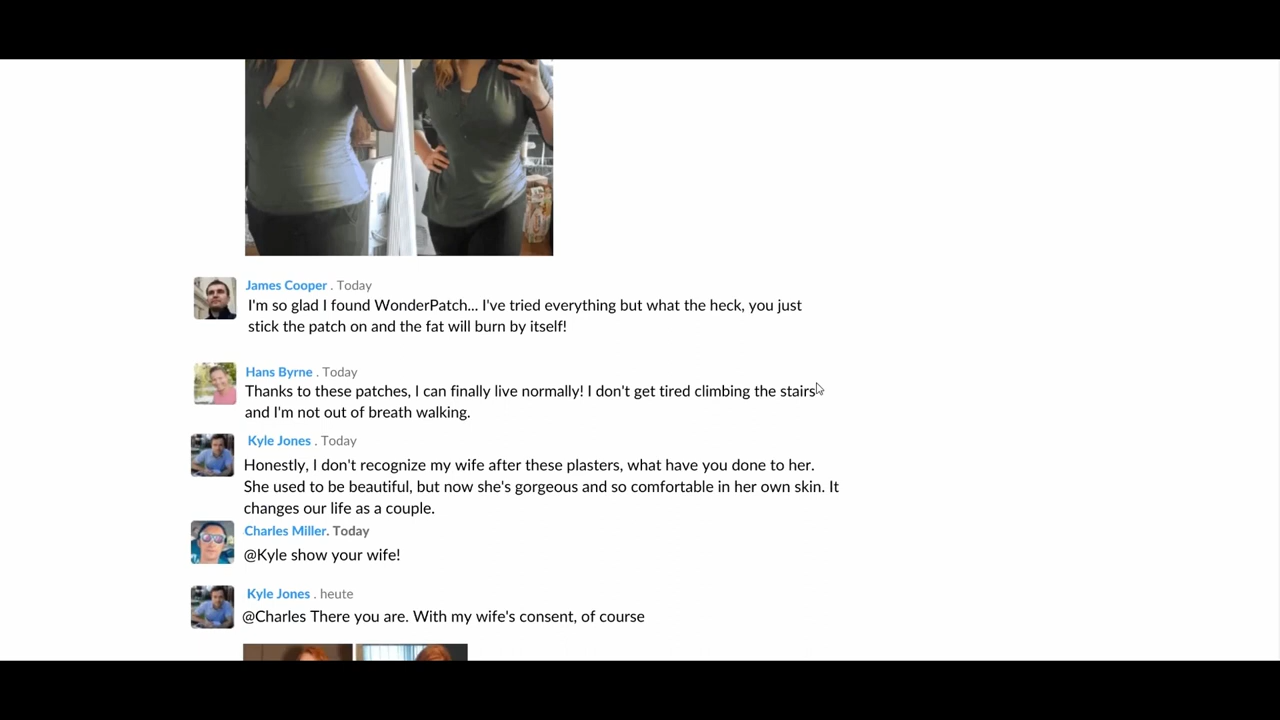 James Cooper . Today
I'm so glad I found WonderPatch... I've tried everything but what the heck, you just
stick the patch on and the fat will burn by itself!
Hans Byrne . Today
Thanks to these patches, I can finally live normally! I don't get tired climbing the stairs
and I'm not out of breath walking.
Kyle Jones . Today
Honestly, I don't recognize my wife after these plasters, what have you done to her.
She used to be beautiful, but now she's gorgeous and so comfortable in her own skin. It
changes our life as a couple.
Charles Miller. Today
@Kyle show your wife!
Kyle Jones . heute
@Charles There you are. With my wife's consent, of course